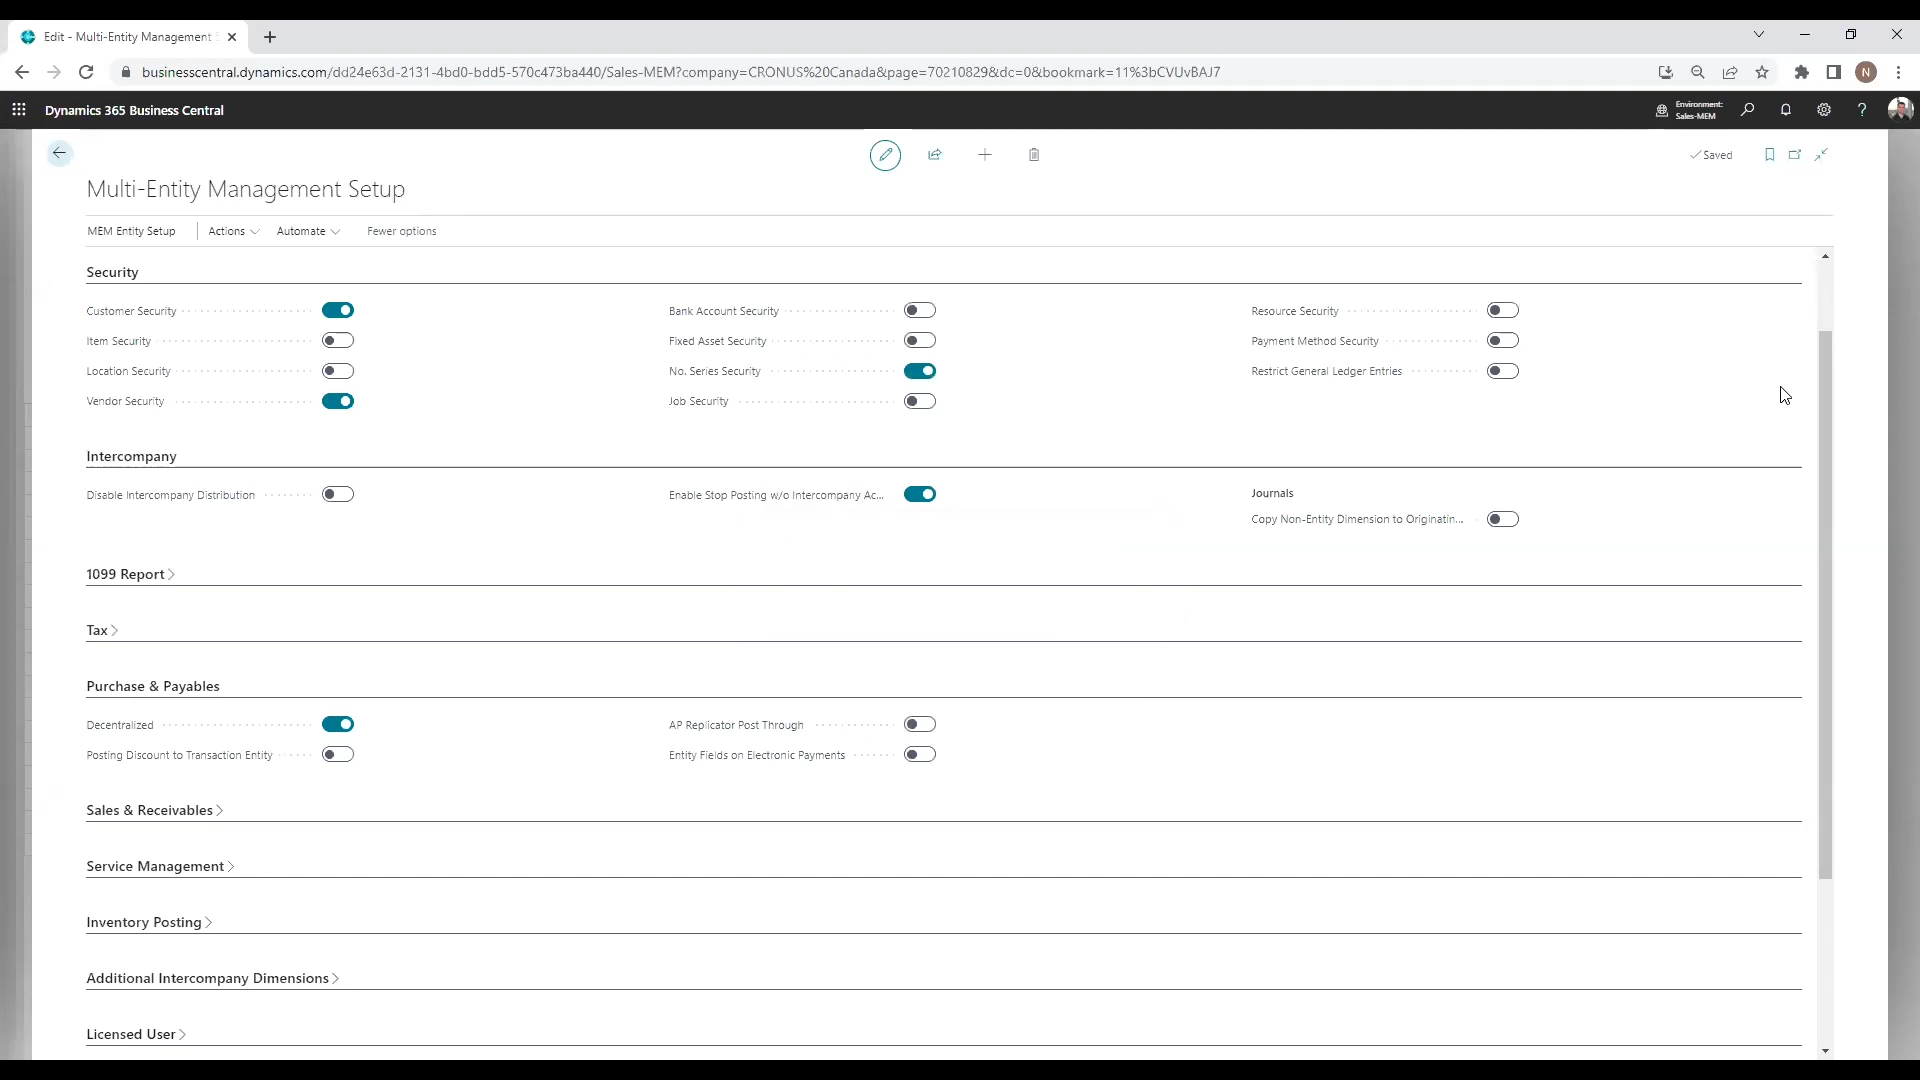 Edit - Multi-Entity Management S
businesscentral.dynamics.com/dd24e63d-2131-4bd0-bdd5-570c473ba440/Sales-MEM?company=CRONUS%20Canada&page=70210829&dc=0&bookmark=11%3bCVUvBAJ7
N
Dynamics 365 Business Central
Environment:
Sales-MEM
?
Saved
Multi-Entity Management Setup
MEM Entity Setup
Actions
Automate
Fewer options
Security
Customer Security
Bank Account Security
Resource Security
Item Security
Fixed Asset Security
Payment Method Security
Location Security
No. Series Security
Restrict General Ledger Entries
Vendor Security
Job Security
Intercompany
Disable Intercompany Distribution
Enable Stop Posting w/o Intercompany Ac...
Journals
Copy Non-Entity Dimension to Originatin...
1099 Report
Tax
Purchase & Payables
Decentralized
AP Replicator Post Through
Posting Discount to Transaction Entity
Entity Fields on Electronic Payments
Sales & Receivables
Service Management
Inventory Posting
Additional Intercompany Dimensions
Licensed User